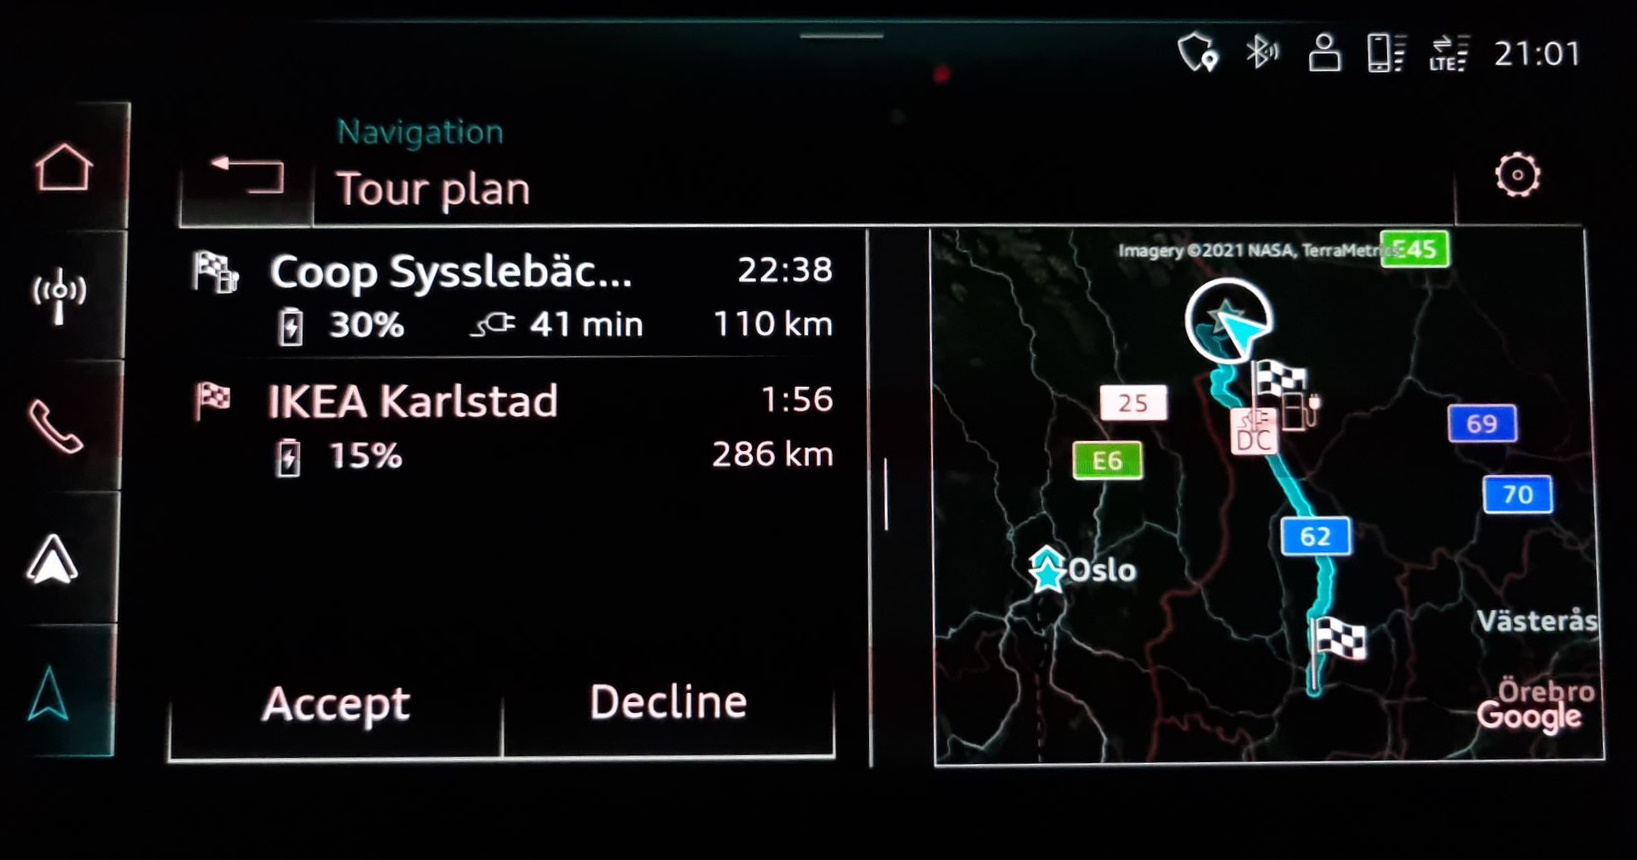 LTE
21:01
Navigation
Tour plan
Coop Sysslebäc... 22:38
30% 41 min 110 km
IKEA Karlstad 1:56
15% 286 km
Accept Decline
Imagery ©2021 NASA, TerraMetrics
E45
25
DC
E6
69
70
62
Oslo
Västerås
Örebro
Google